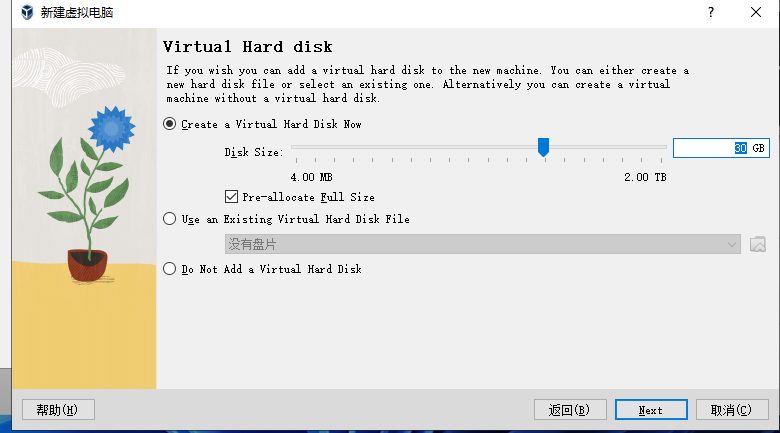 新建虚拟电脑
?
Virtual Hard disk
If you wish you can add a virtual hard disk to the new machine. You can either create a
new hard disk file or select an existing one. Alternatively you can create a virtual
machine without a virtual hard disk.
Create a Virtual Hard Disk Now
Disk Size:
30 GB
4.00 MB
2.00 TB
Pre-allocate Full Size
Use an Existing Virtual Hard Disk File
没有盘片
Do Not Add a Virtual Hard Disk
帮助(H)
返回(B)
Next
取消(C)